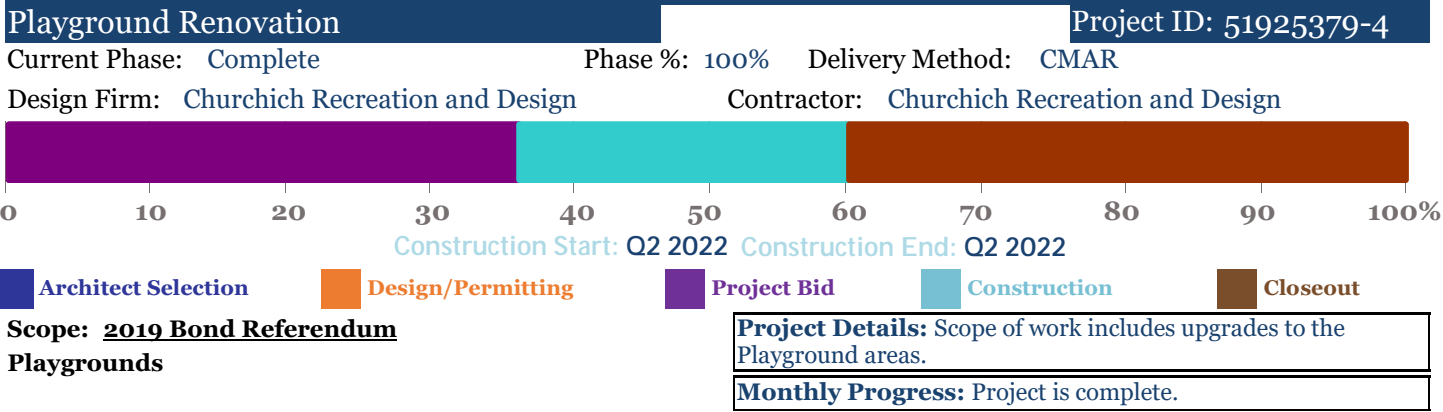 Playground Renovation Project ID: 51925379-4
Current Phase: Complete Phase %: 100% Delivery Method: CMAR
Design Firm: Churchich Recreation and Design Contractor: Churchich Recreation and Design
0 10 20 30 40 50 60 70 80 90 100%
Construction Start: Q2 2022 Construction End: Q2 2022
Architect Selection Design/Permitting Project Bid Construction Closeout
Scope: 2019 Bond Referendum
Playgrounds
Project Details: Scope of work includes upgrades to the
Playground areas.
Monthly Progress: Project is complete.